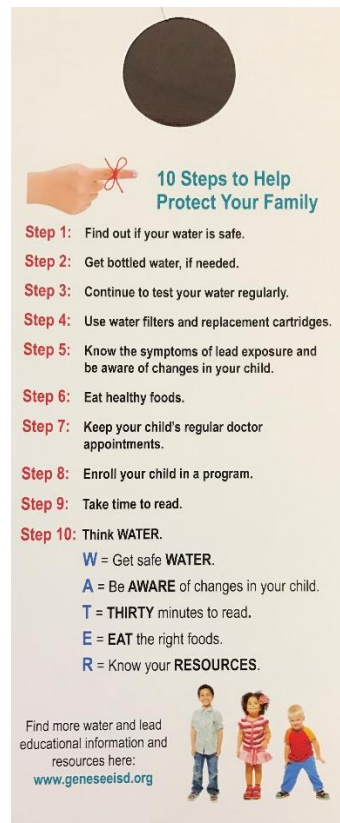 10 Steps to Help
Protect Your Family
Step 1: Find out if your water is safe.
Step 2: Get bottled water, if needed.
Step 3: Continue to test your water regularly.
Step 4: Use water filters and replacement cartridges.
Step 5: Know the symptoms of lead exposure and
be aware of changes in your child.
Step 6: Eat healthy foods.
Step 7: Keep your child's regular doctor
appointments.
Step 8: Enroll your child in a program.
Step 9: Take time to read.
Step 10: Think WATER.
W = Get safe WATER.
A = Be AWARE of changes in your child.
T = THIRTY minutes to read.
E = EAT the right foods.
R = Know your RESOURCES.
Find more water and lead
educational information and
resources here:
www.geneseeisd.org